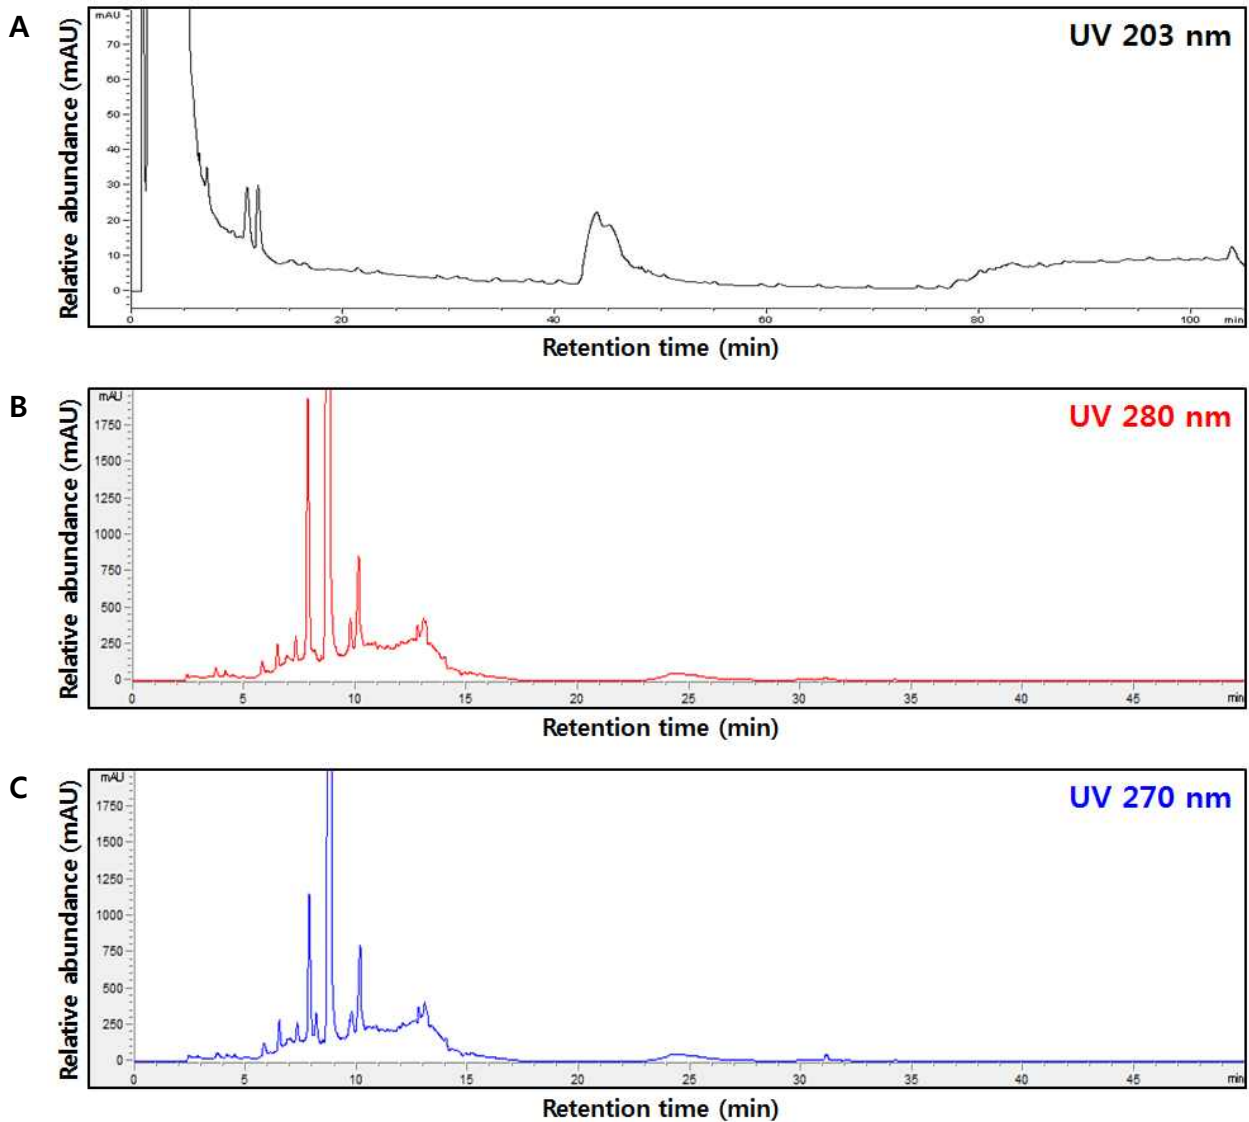 A
UV 203 nm
Relative abundance (mAU)
mAU
70
60
50
40
30
20
10
0
0 20 40 60 80 100 min
Retention time (min)
B
UV 280 nm
Relative abundance (mAU)
mAU
1750
1500
1250
1000
750
500
250
0
0 5 10 15 20 25 30 35 40 45 min
Retention time (min)
C
UV 270 nm
Relative abundance (mAU)
mAU
1750
1500
1250
1000
750
500
250
0
0 5 10 15 20 25 30 35 40 45 min
Retention time (min)